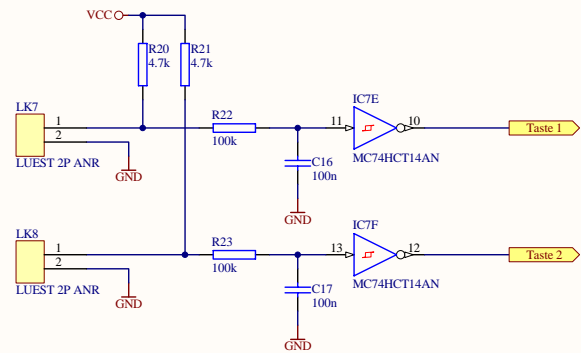 VCC
R20
4.7k
R21
4.7k
LK7
1
2
LUEST 2P ANR
GND
R22
100k
C16
100n
GND
IC7E
11
10
MC74HCT14AN
Taste 1
LK8
1
2
LUEST 2P ANR
GND
R23
100k
C17
100n
GND
IC7F
13
12
MC74HCT14AN
Taste 2